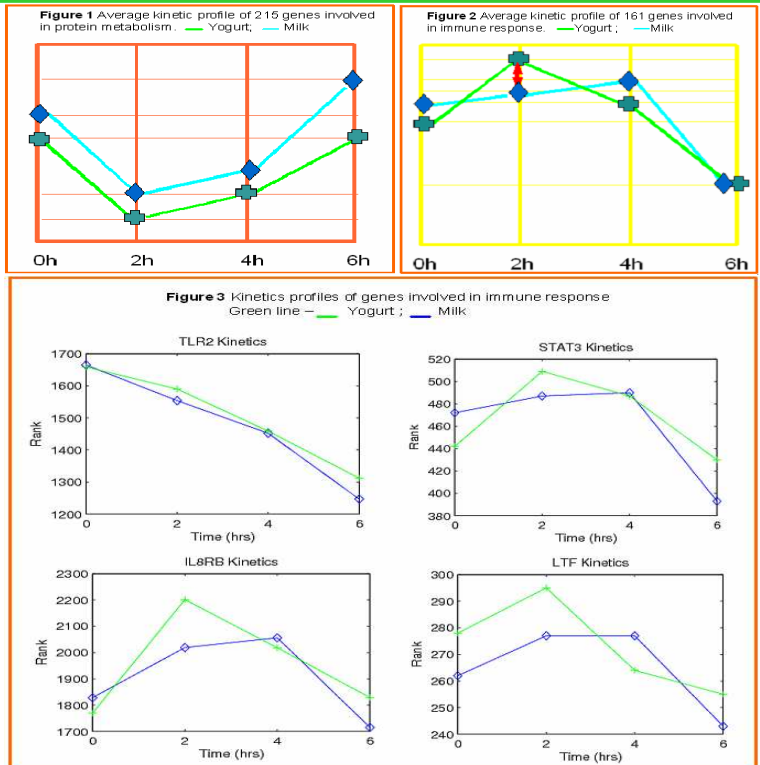 Figure 1 Average kinetic profile of 215 genes involved
in protein metabolism. Yogurt; Milk
0h 2h 4h 6h
Figure 2 Average kinetic profile of 161 genes involved
in immune response. Yogurt ; Milk
0h 2h 4h 6h
Figure 3 Kinetics profiles of genes involved in immune response
Green line – Yogurt ; Milk
TLR2 Kinetics
1700
1600
1500
1400
1300
1200
Rank
0 2 4 6
Time (hrs)
STAT3 Kinetics
520
500
480
460
440
420
400
380
Rank
0 2 4 6
Time (hrs)
IL8RB Kinetics
2300
2200
2100
2000
1900
1800
1700
Rank
0 2 4 6
Time (hrs)
LTF Kinetics
300
290
280
270
260
250
240
Rank
0 2 4 6
Time (hrs)